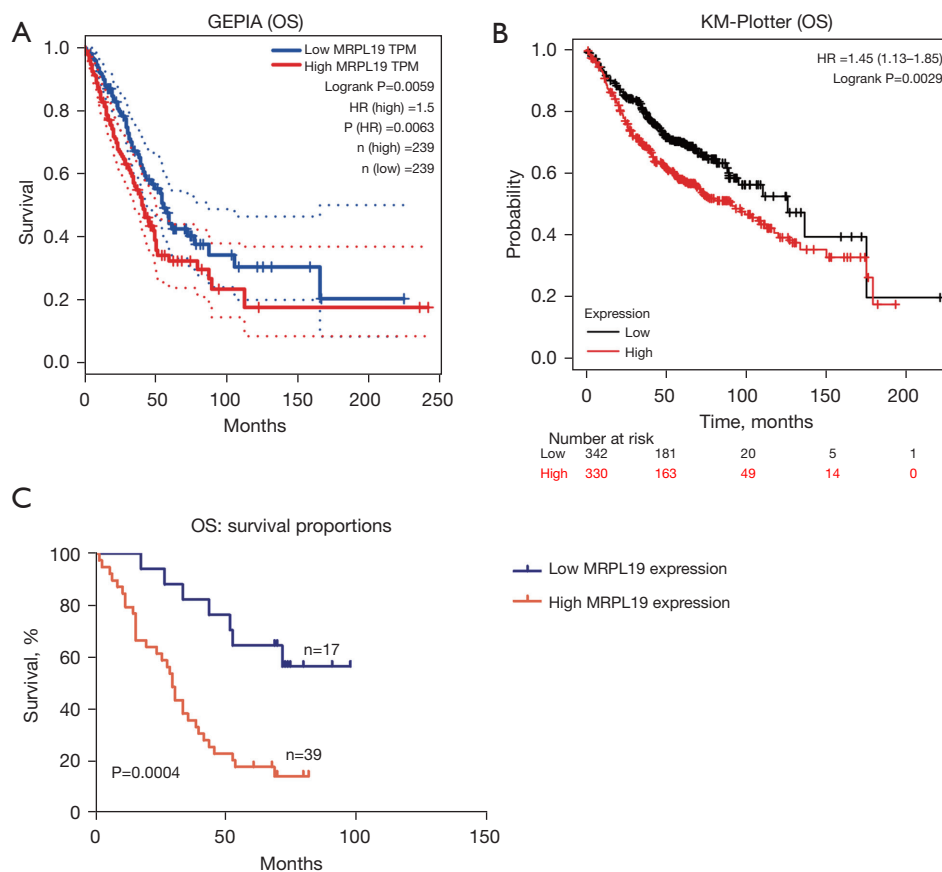 A
GEPIA (OS)
Low MRPL19 TPM
High MRPL19 TPM
Logrank P=0.0059
HR (high) =1.5
P (HR) =0.0063
n (high) =239
n (low) =239
Survival
1.0
0.8
0.6
0.4
0.2
0.0
0 50 100 150 200 250
Months
B
KM-Plotter (OS)
HR =1.45 (1.13–1.85)
Logrank P=0.0029
Probability
1.0
0.8
0.6
0.4
0.2
0.0
Expression
Low
High
0 50 100 150 200
Time, months
Number at risk
Low 342 181 20 5 1
High 330 163 49 14 0
C
OS: survival proportions
Survival, %
100
80
60
40
20
0
n=17
n=39
P=0.0004
0 50 100 150
Months
Low MRPL19 expression
High MRPL19 expression